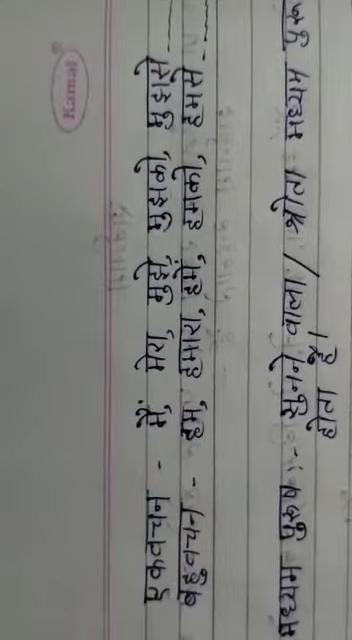 Kamal
एकवचन - मैं, मेरा, मुझे, मुझको, मुझसे -----
बहुवचन - हम, हमारा, हमें, हमको, हमसे -----
मध्यम पुरुष :- सुनने वाला / श्रोता मध्यम पुरूष
होता है।